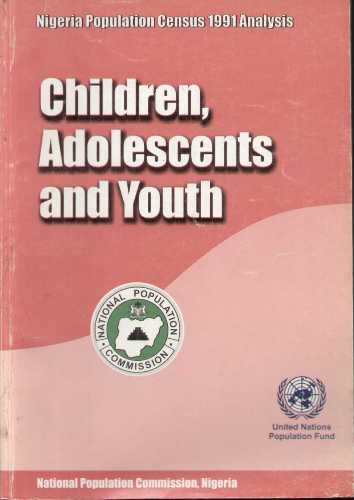 Nigeria Population Census 1991 Analysis
Children,
Adolescents
and Youth
NATIONAL POPULATION
COMMISSION
United Nations
Population Fund
National Population Commission, Nigeria